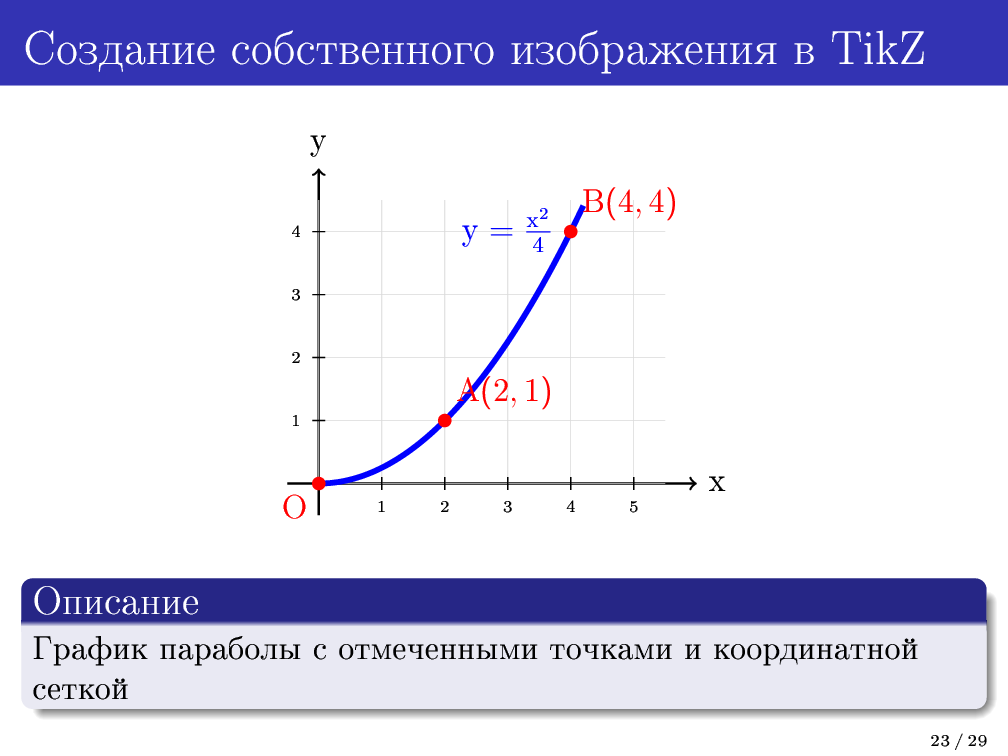 Создание собственного изображения в TikZ
y
y = x²/4
B(4, 4)
4
3
2
A(2, 1)
1
x
O
1 2 3 4 5
Описание
График параболы с отмеченными точками и координатной
сеткой
23 / 29